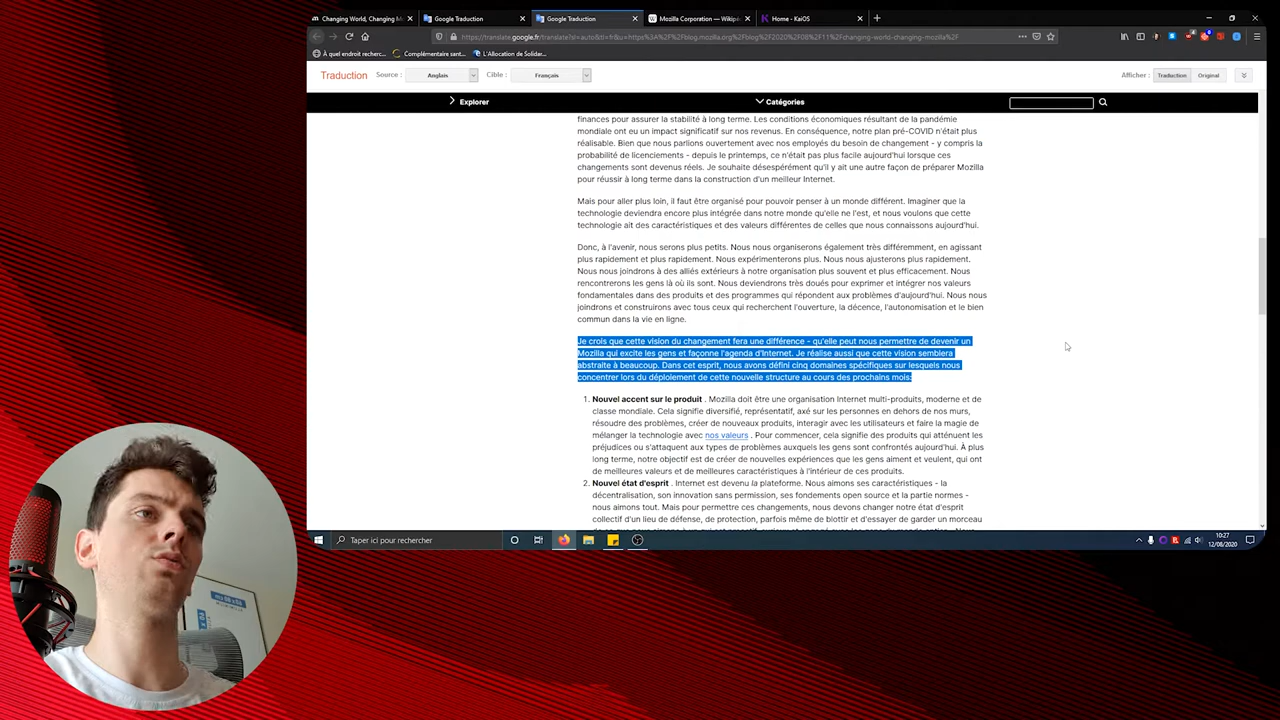 Changing World, Changing M
Google Traduction
Google Traduction
Mozilla Corporation — Wikipé
Home - KaiOS
https://translate.google.fr/translate?sl=auto&tl=fr&u=https%3A%2F%2Fblog.mozilla.org%2Fblog%2F2020%2F08%2F11%2Fchanging-world-changing-mozilla%2F
À quel endroit recherc...
Complémentaire sant...
L'Allocation de Solidar...
Traduction
Source :
Anglais
Cible :
Français
Afficher :
Traduction
Original
Explorer
Catégories
finances pour assurer la stabilité à long terme. Les conditions économiques résultant de la pandémie
mondiale ont eu un impact significatif sur nos revenus. En conséquence, notre plan pré-COVID n'était plus
réalisable. Bien que nous parlions ouvertement avec nos employés du besoin de changement - y compris la
probabilité de licenciements - depuis le printemps, ce n'était pas plus facile aujourd'hui lorsque ces
changements sont devenus réels. Je souhaite désespérément qu'il y ait une autre façon de préparer Mozilla
pour réussir à long terme dans la construction d'un meilleur Internet.
Mais pour aller plus loin, il faut être organisé pour pouvoir penser à un monde différent. Imaginer que la
technologie deviendra encore plus intégrée dans notre monde qu'elle ne l'est, et nous voulons que cette
technologie ait des caractéristiques et des valeurs différentes de celles que nous connaissons aujourd'hui.
Donc, à l'avenir, nous serons plus petits. Nous nous organiserons également très différemment, en agissant
plus rapidement et plus rapidement. Nous expérimenterons plus. Nous nous ajusterons plus rapidement.
Nous nous joindrons à des alliés extérieurs à notre organisation plus souvent et plus efficacement. Nous
rencontrerons les gens là où ils sont. Nous deviendrons très doués pour exprimer et intégrer nos valeurs
fondamentales dans des produits et des programmes qui répondent aux problèmes d'aujourd'hui. Nous nous
joindrons et construirons avec tous ceux qui recherchent l'ouverture, la décence, l'autonomisation et le bien
commun dans la vie en ligne.
Je crois que cette vision du changement fera une différence - qu'elle peut nous permettre de devenir un
Mozilla qui excite les gens et façonne l'agenda d'Internet. Je réalise aussi que cette vision semblera
abstraite à beaucoup. Dans cet esprit, nous avons défini cinq domaines spécifiques sur lesquels nous
concentrer lors du déploiement de cette nouvelle structure au cours des prochains mois:
1. Nouvel accent sur le produit . Mozilla doit être une organisation Internet multi-produits, moderne et de
classe mondiale. Cela signifie diversifié, représentatif, axé sur les personnes en dehors de nos murs,
résoudre des problèmes, créer de nouveaux produits, interagir avec les utilisateurs et faire la magie de
mélanger la technologie avec nos valeurs . Pour commencer, cela signifie des produits qui atténuent les
préjudices ou s'attaquent aux types de problèmes auxquels les gens sont confrontés aujourd'hui. À plus
long terme, notre objectif est de créer de nouvelles expériences que les gens aiment et veulent, qui ont
de meilleures valeurs et de meilleures caractéristiques à l'intérieur de ces produits.
2. Nouvel état d'esprit . Internet est devenu la plateforme. Nous aimons ses caractéristiques - la
décentralisation, son innovation sans permission, ses fondements open source et la partie normes -
nous aimons tout. Mais pour permettre ces changements, nous devons changer notre état d'esprit
collectif d'un lieu de défense, de protection, parfois même de blottir et d'essayer de garder un morceau
Taper ici pour rechercher
10:27
12/08/2020